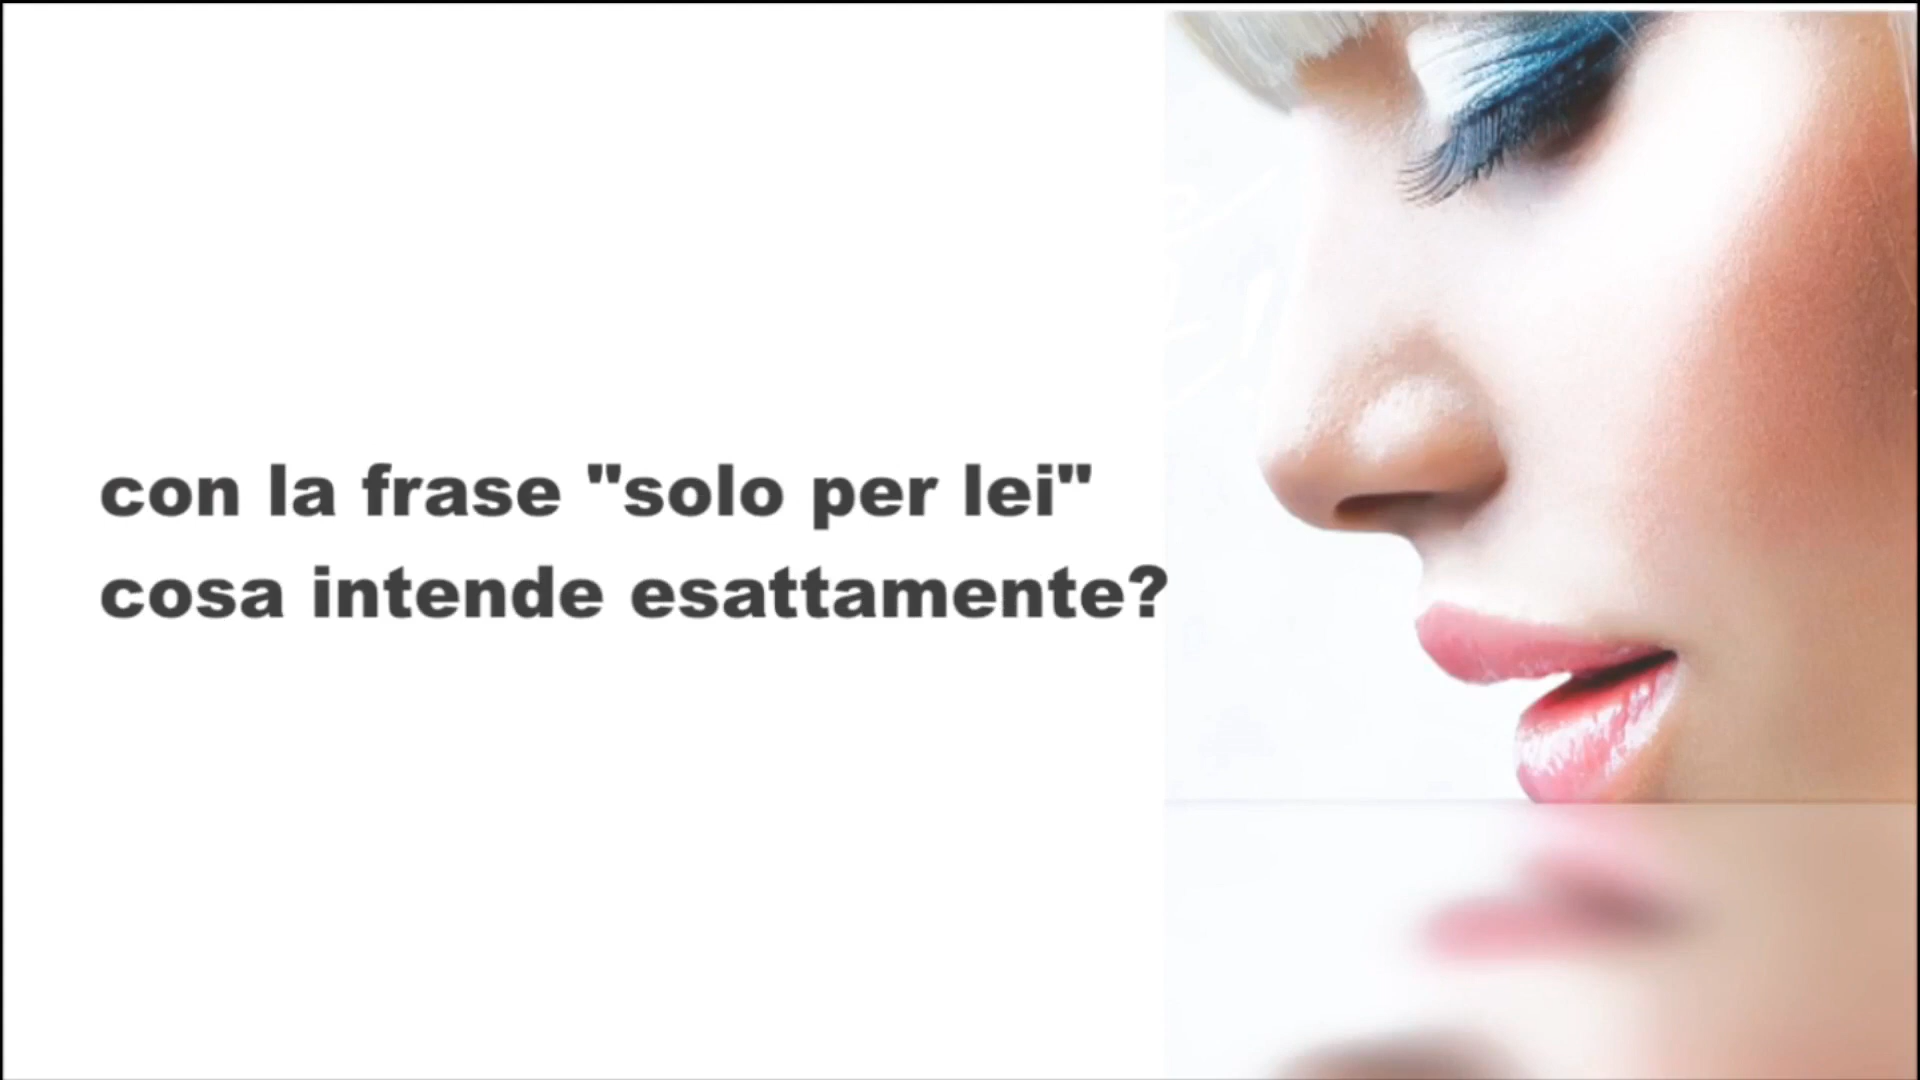 con la frase "solo per lei"
cosa intende esattamente?